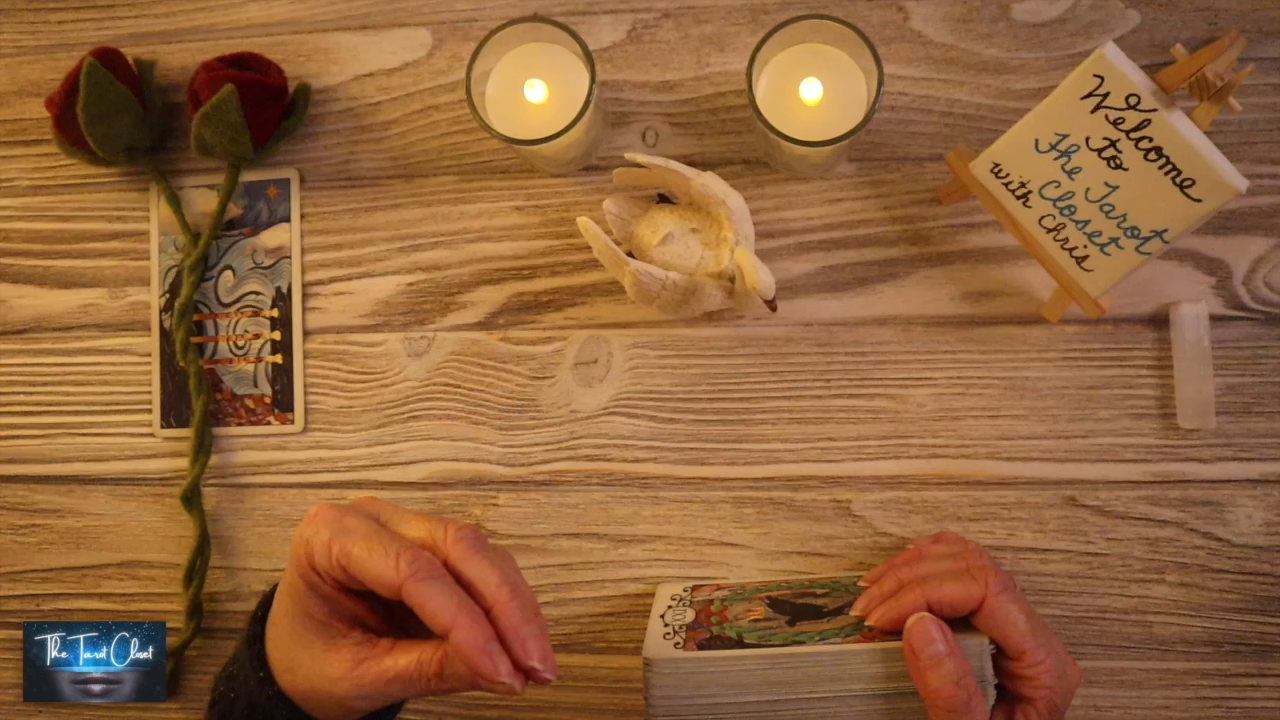 Welcome
to
The Tarot
Closet
with Chris
The Tarot Closet